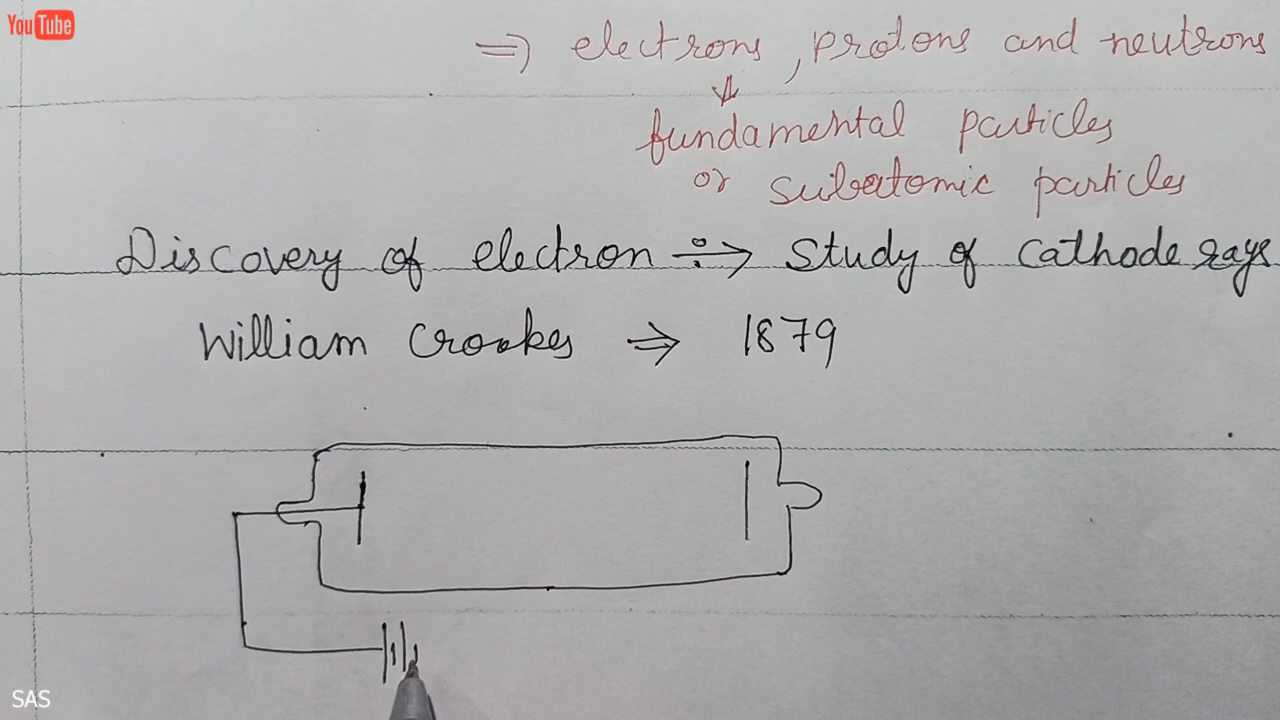 YouTube
⇒ electrons, protons and neutrons
fundamental particles
or subatomic particles
Discovery of electron ÷→ Study of cathode rays
William Crookes ⇒ 1879
SAS